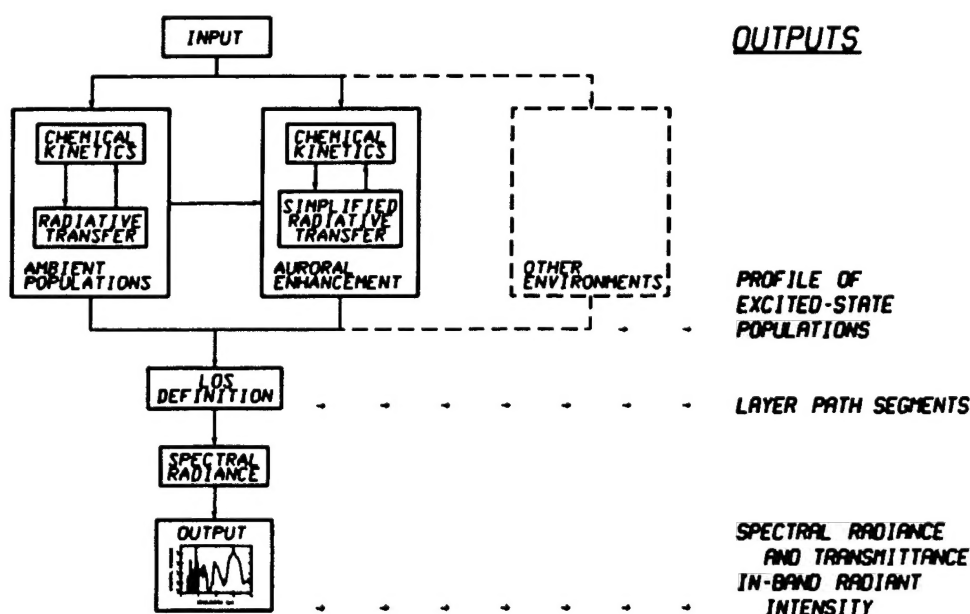 INPUT
OUTPUTS
CHEMICAL
KINETICS
RADIATIVE
TRANSFER
AMBIENT
POPULATIONS
CHEMICAL
KINETICS
SIMPLIFIED
RADIATIVE
TRANSFER
AURORAL
ENHANCEMENT
OTHER
ENVIRONMENTS
PROFILE OF
EXCITED-STATE
POPULATIONS
LOS
DEFINITION
LAYER PATH SEGMENTS
SPECTRAL
RADIANCE
OUTPUT
SPECTRAL RADIANCE
AND TRANSMITTANCE
IN-BAND RADIANT
INTENSITY